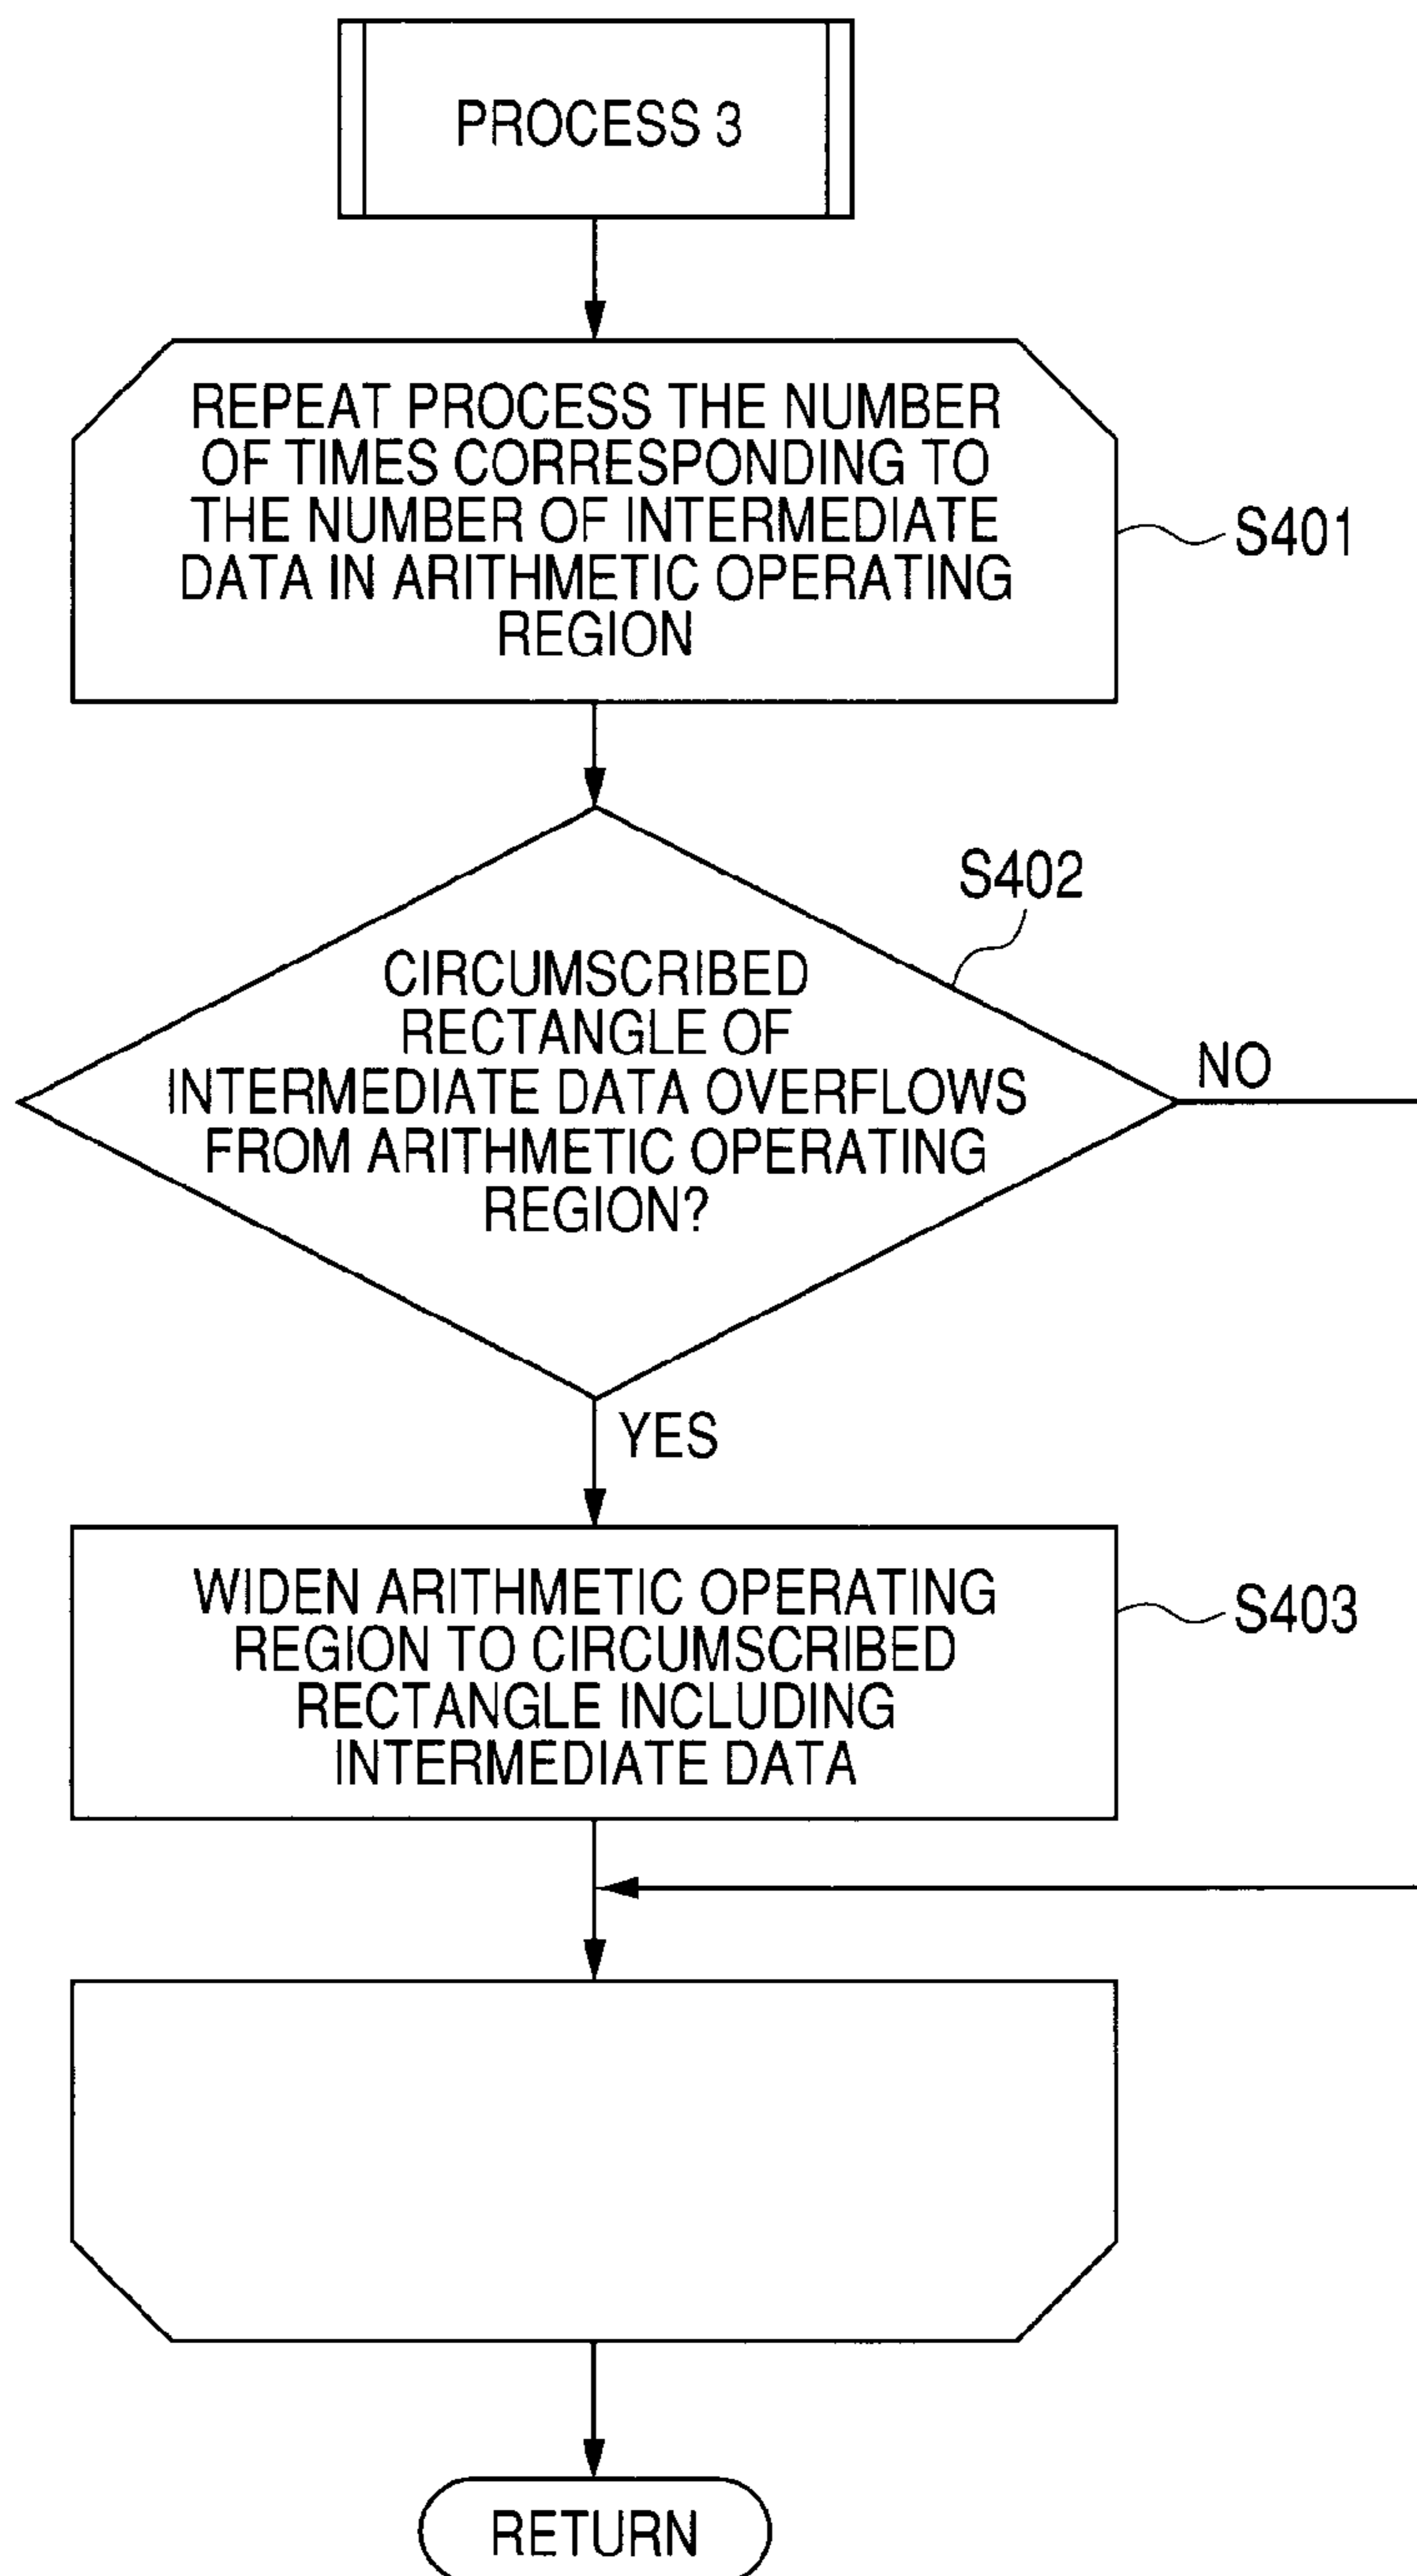 PROCESS 3
REPEAT PROCESS THE NUMBER
OF TIMES CORRESPONDING TO
THE NUMBER OF INTERMEDIATE
DATA IN ARITHMETIC OPERATING
REGION
S401
S402
CIRCUMSCRIBED
RECTANGLE OF
INTERMEDIATE DATA OVERFLOWS
FROM ARITHMETIC OPERATING
REGION?
NO
YES
WIDEN ARITHMETIC OPERATING
REGION TO CIRCUMSCRIBED
RECTANGLE INCLUDING
INTERMEDIATE DATA
S403
RETURN